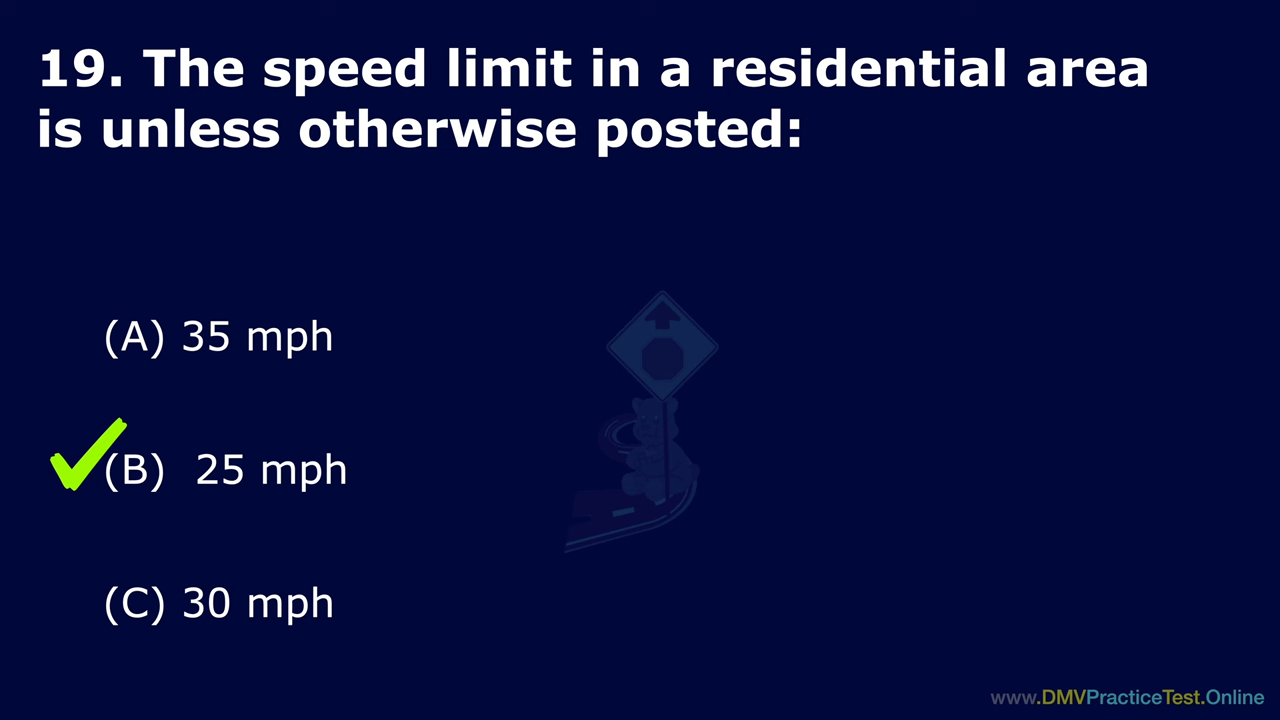 19. The speed limit in a residential area
is unless otherwise posted:
(A) 35 mph
(B) 25 mph
(C) 30 mph
www.DMVPracticeTest.Online